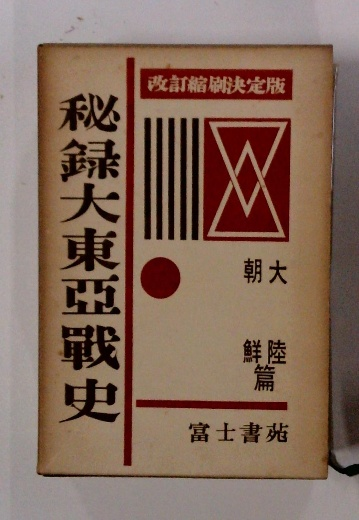 改訂縮刷決定版
秘録大東亞戰史
大陸
朝鮮
篇
富士書苑